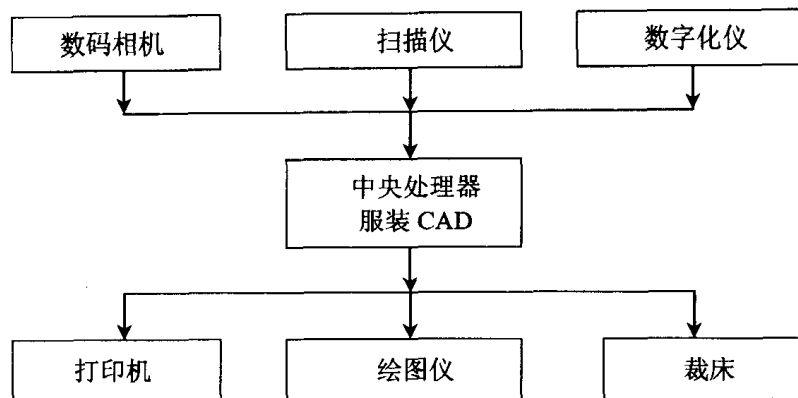 数码相机
扫描仪
数字化仪
中央处理器
服装 CAD
打印机
绘图仪
裁床